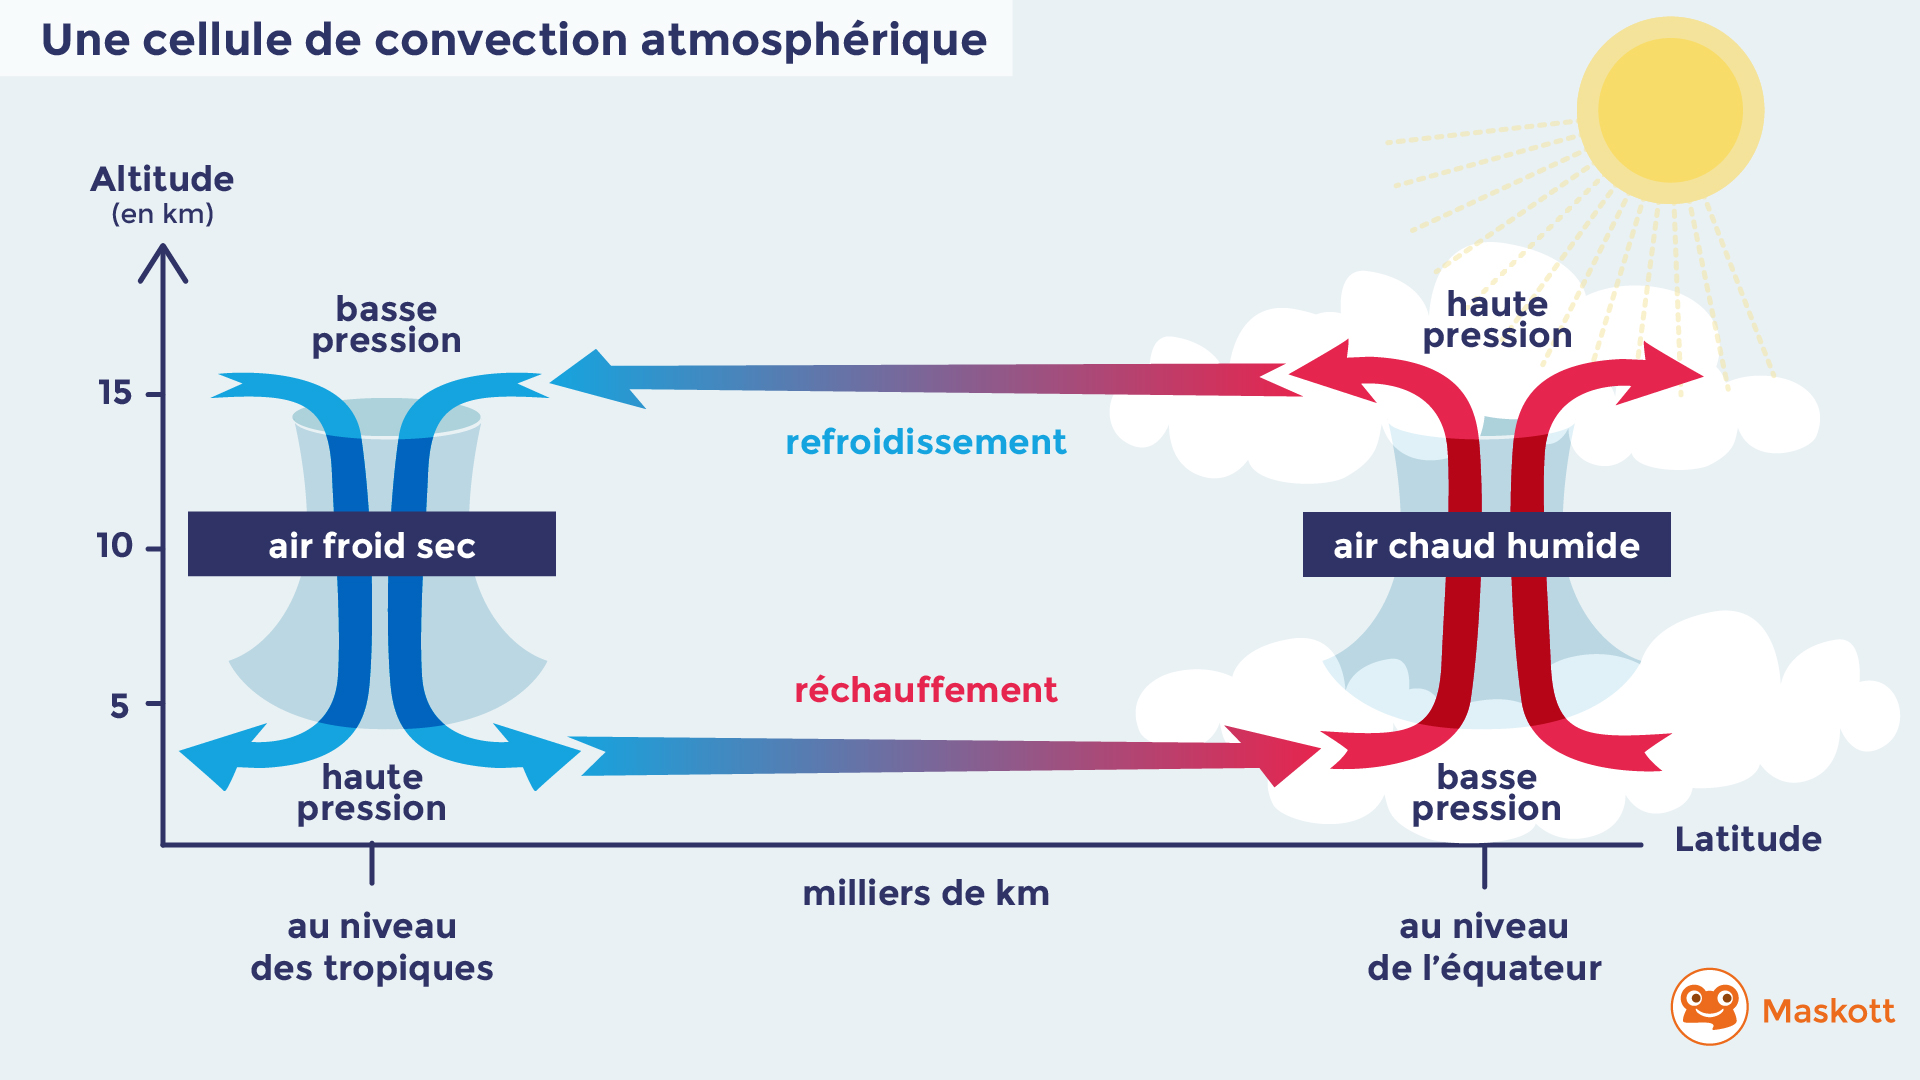 Une cellule de convection atmosphérique
Altitude
(en km)
basse
pression
haute
pression
15
refroidissement
10
air froid sec
air chaud humide
réchauffement
5
haute
pression
basse
pression
Latitude
milliers de km
au niveau
des tropiques
au niveau
de l’équateur
Maskott